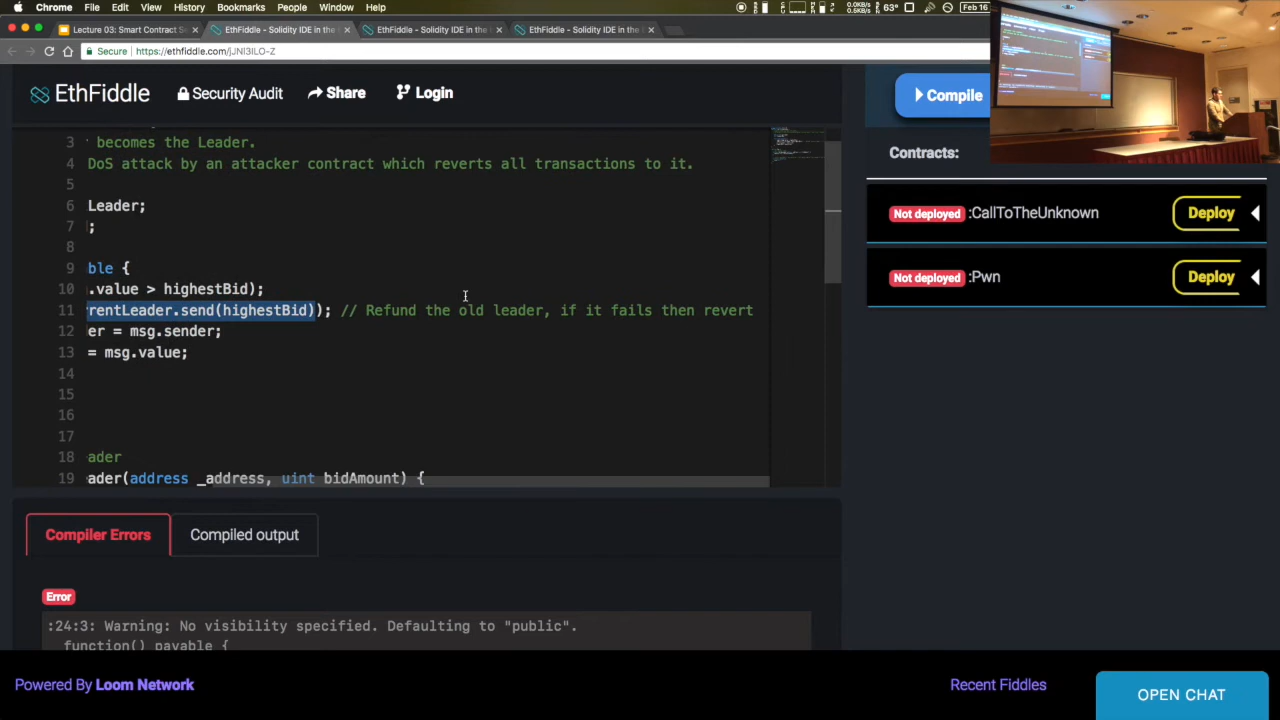 Chrome File Edit View History Bookmarks People Window Help 63° Feb 16
Lecture 03: Smart Contract S EthFiddle - Solidity IDE in the EthFiddle - Solidity IDE in the EthFiddle - Solidity IDE in the
Secure https://ethfiddle.com/jJNI3ILO-Z
EthFiddle Security Audit Share Login Compile
3 becomes the Leader.
4 DoS attack by an attacker contract which reverts all transactions to it.
5
6 Leader;
7 ;
8
9 ble {
10 .value > highestBid);
11 rentLeader.send(highestBid)); // Refund the old leader, if it fails then revert
12 er = msg.sender;
13 = msg.value;
14
15
16
17
18 ader
19 ader(address _address, uint bidAmount) {
Contracts:
Not deployed :CallToTheUnknown Deploy
Not deployed :Pwn Deploy
Compiler Errors Compiled output
Error
:24:3: Warning: No visibility specified. Defaulting to "public".
function() payable {
Powered By Loom Network Recent Fiddles OPEN CHAT